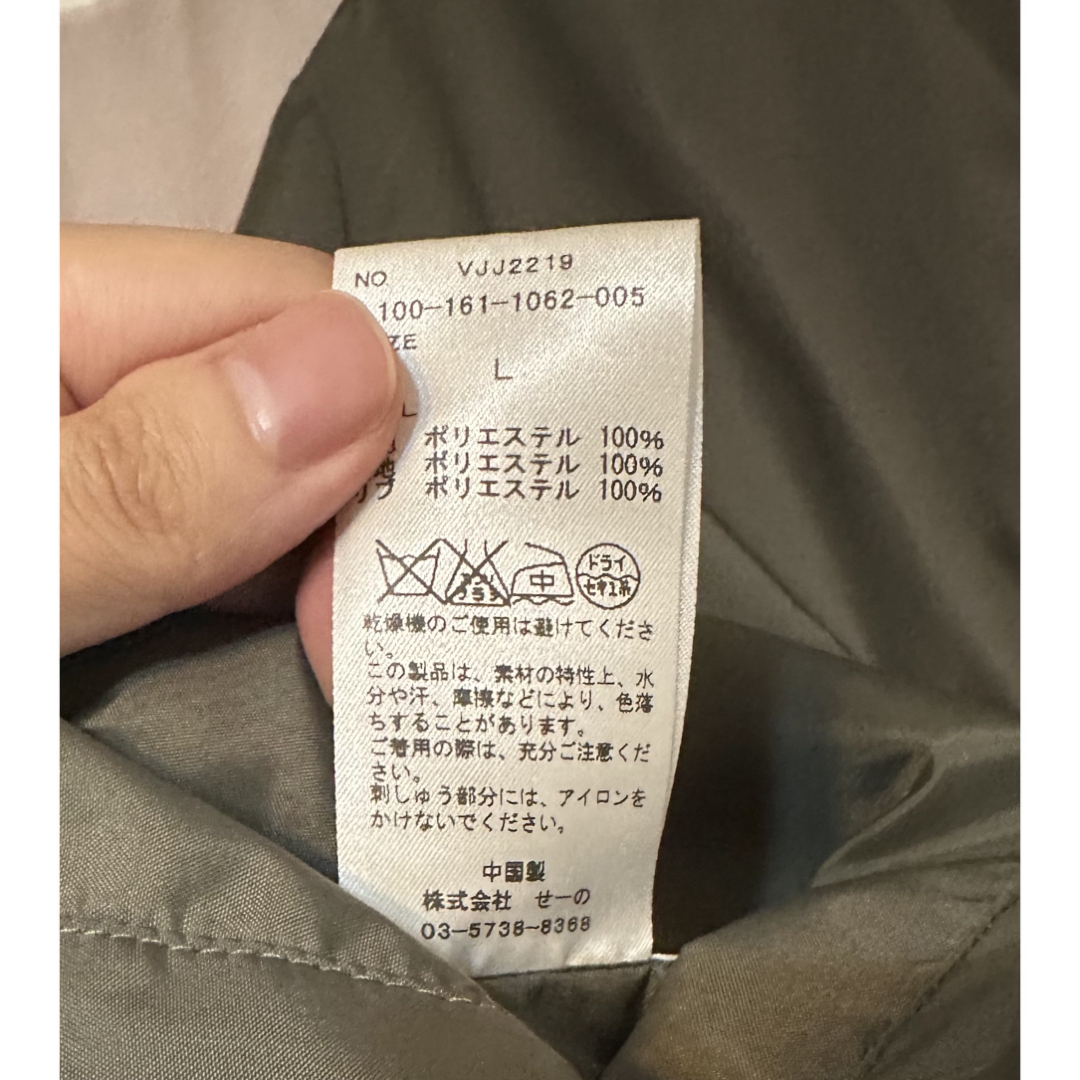 NO VJJ2219
100-161-1062-005
ZE
L
L
ポリエステル 100%
地 ポリエステル 100%
リブ ポリエステル 100%
中 ドライ
セキユ系
乾燥機のご使用は避けてくださ
い。
この製品は、素材の特性上、水
分や汗、摩擦などにより、色落
ちすることがあります。
ご着用の際は、充分ご注意くだ
さい。
刺しゅう部分には、アイロンを
かけないでください。
中国製
株式会社 せーの
03-5738-8368